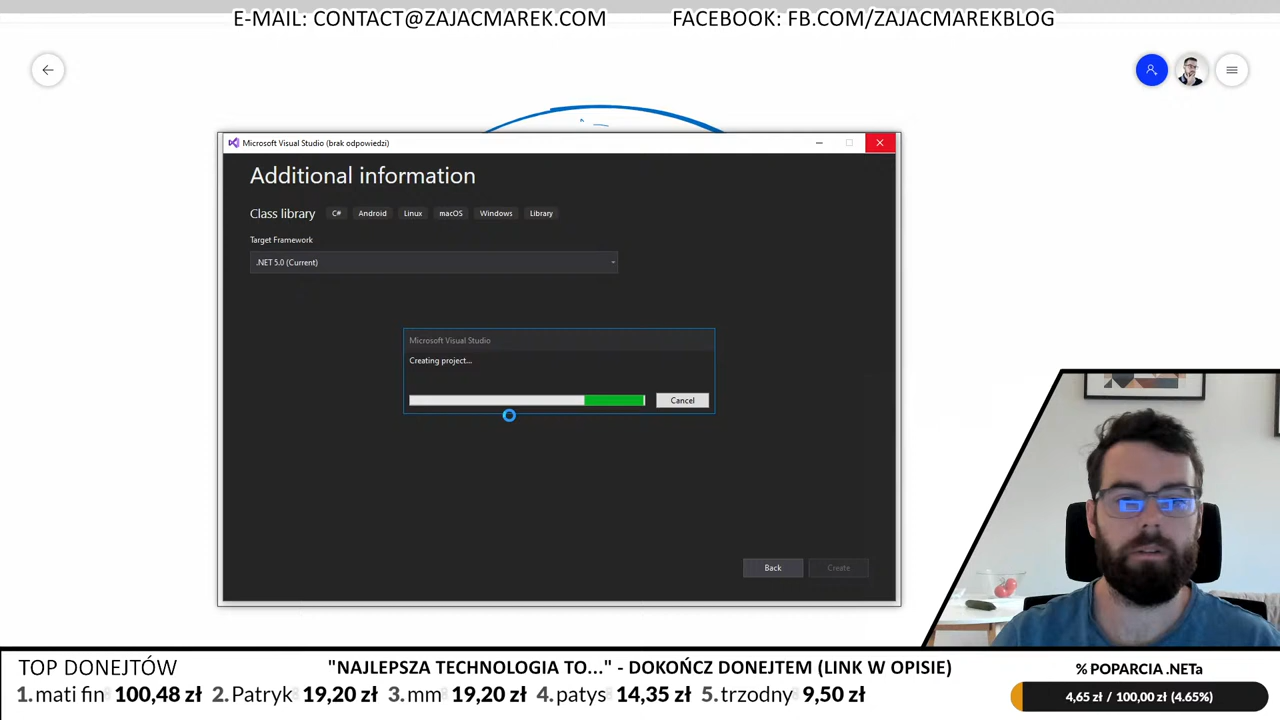 E-MAIL: CONTACT@ZAJACMAREK.COM FACEBOOK: FB.COM/ZAJACMAREKBLOG
Microsoft Visual Studio (brak odpowiedzi)
Additional information
Class library C# Android Linux macOS Windows Library
Target Framework
.NET 5.0 (Current)
Microsoft Visual Studio
Creating project...
Cancel
Back Create
TOP DONEJTÓW "NAJLEPSZA TECHNOLOGIA TO..." - DOKOŃCZ DONEJTEM (LINK W OPISIE) % POPARCIA .NETa
1. mati fin 100,48 zł 2. Patryk 19,20 zł 3. mm 19,20 zł 4. patys 14,35 zł 5. trzodny 9,50 zł 4,65 zł / 100,00 zł (4.65%)